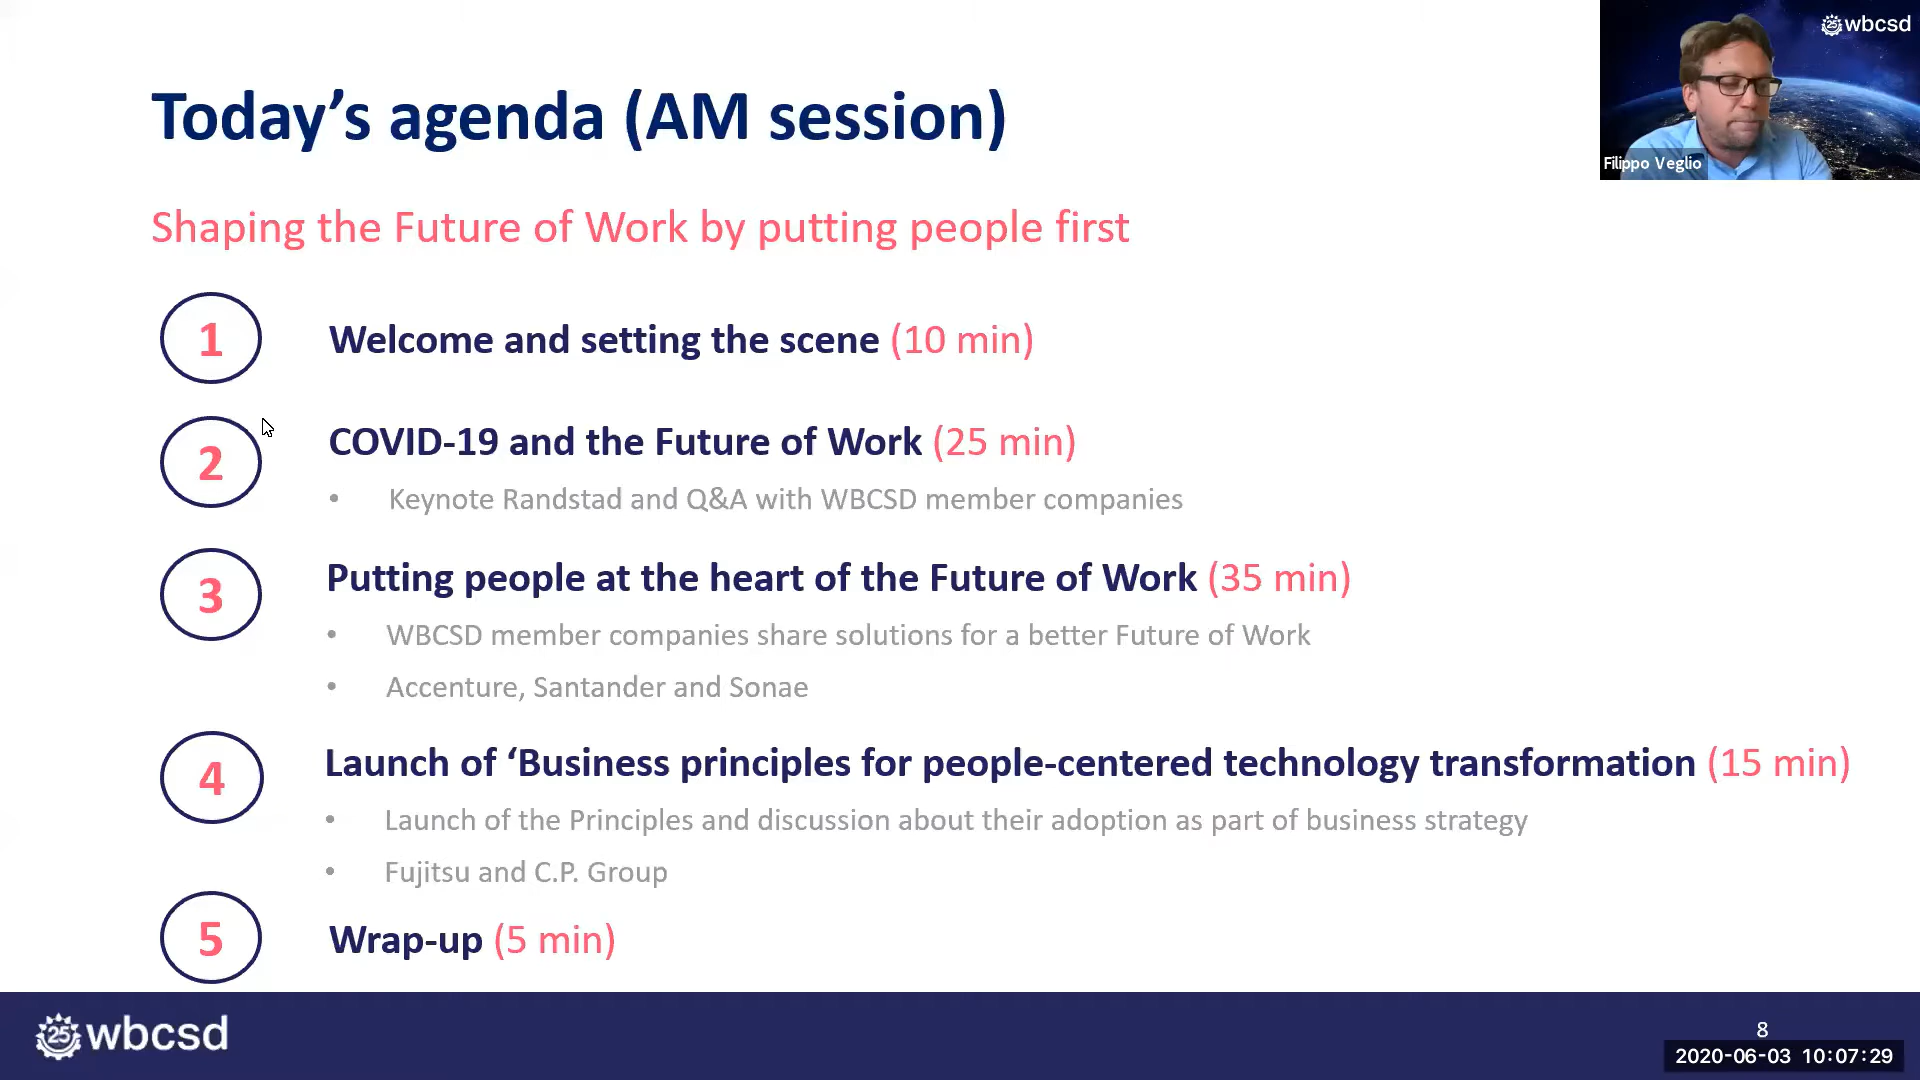 wbcsd
Filippo Veglio
Today’s agenda (AM session)
Shaping the Future of Work by putting people first
1
Welcome and setting the scene (10 min)
2
COVID-19 and the Future of Work (25 min)
• Keynote Randstad and Q&A with WBCSD member companies
3
Putting people at the heart of the Future of Work (35 min)
• WBCSD member companies share solutions for a better Future of Work
• Accenture, Santander and Sonae
4
Launch of ‘Business principles for people-centered technology transformation (15 min)
• Launch of the Principles and discussion about their adoption as part of business strategy
• Fujitsu and C.P. Group
5
Wrap-up (5 min)
25 wbcsd
8
2020-06-03 10:07:29